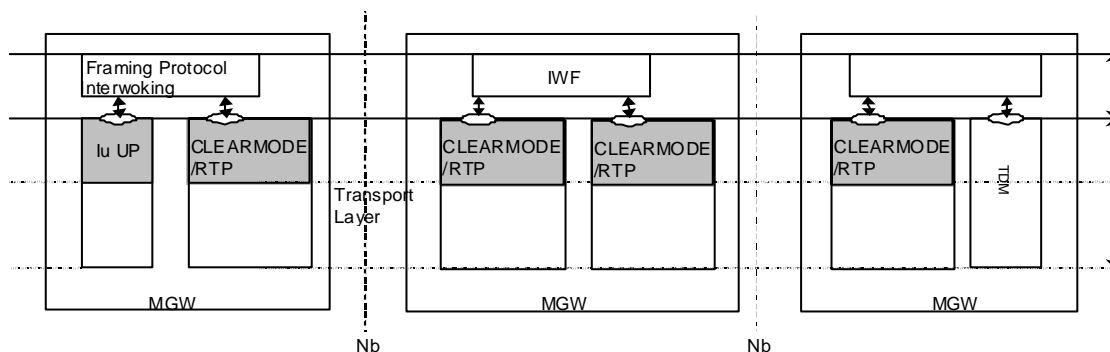 Framing Protocol
Interwoking
IWF
Iu UP
CLEARMODE
/RTP
CLEARMODE
/RTP
CLEARMODE
/RTP
CLEARMODE
/RTP
TDM
Transport
Layer
MGW
MGW
MGW
Nb
Nb